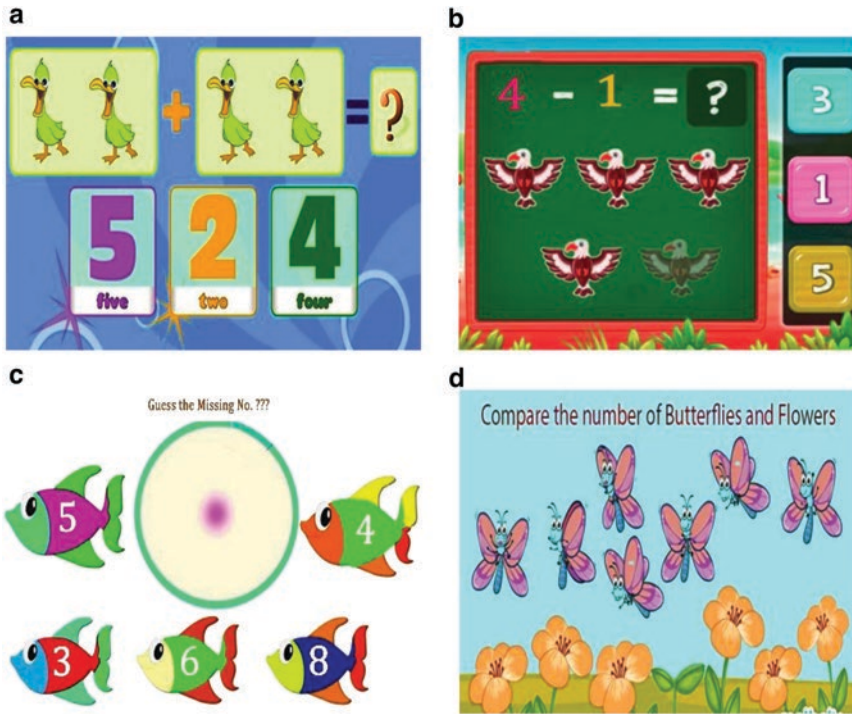 a
+ = ?
5 2 4
five two four
b
4 - 1 = ?
3
1
5
c
Guess the Missing No. ???
5
4
3 6 8
d
Compare the number of Butterflies and Flowers